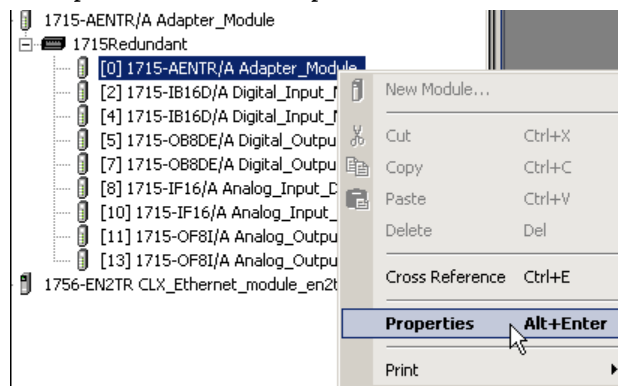 1715-AENTR/A Adapter_Module
1715Redundant
[0] 1715-AENTR/A Adapter_Module
[2] 1715-IB16D/A Digital_Input_
[4] 1715-IB16D/A Digital_Input_
[5] 1715-OB8DE/A Digital_Outpu
[7] 1715-OB8DE/A Digital_Outpu
[8] 1715-IF16/A Analog_Input_D
[10] 1715-IF16/A Analog_Input_
[11] 1715-OF8I/A Analog_Outpu
[13] 1715-OF8I/A Analog_Outpu
1756-EN2TR CLX_Ethernet_module_en2t
New Module...
Cut Ctrl+X
Copy Ctrl+C
Paste Ctrl+V
Delete Del
Cross Reference Ctrl+E
Properties Alt+Enter
Print